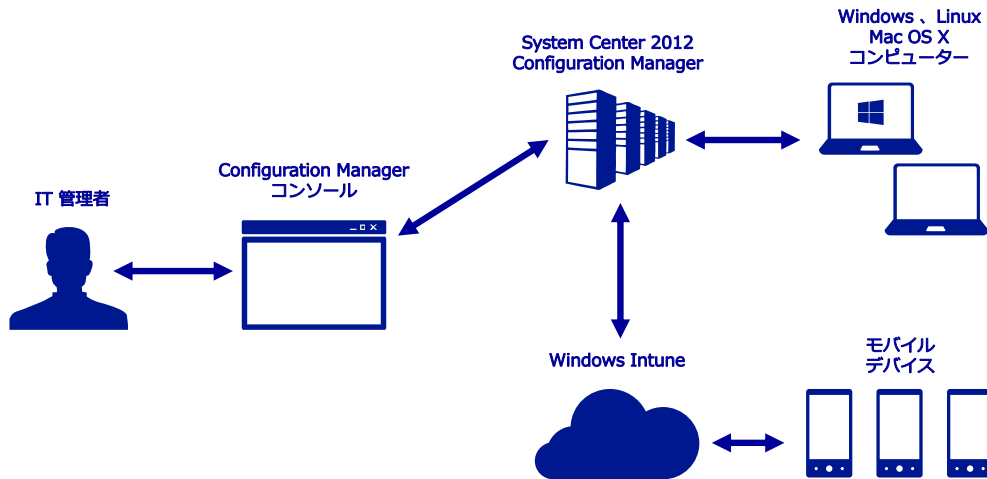 Windows 、Linux
Mac OS X
コンピューター
System Center 2012
Configuration Manager
Configuration Manager
コンソール
IT 管理者
Windows Intune
モバイル
デバイス